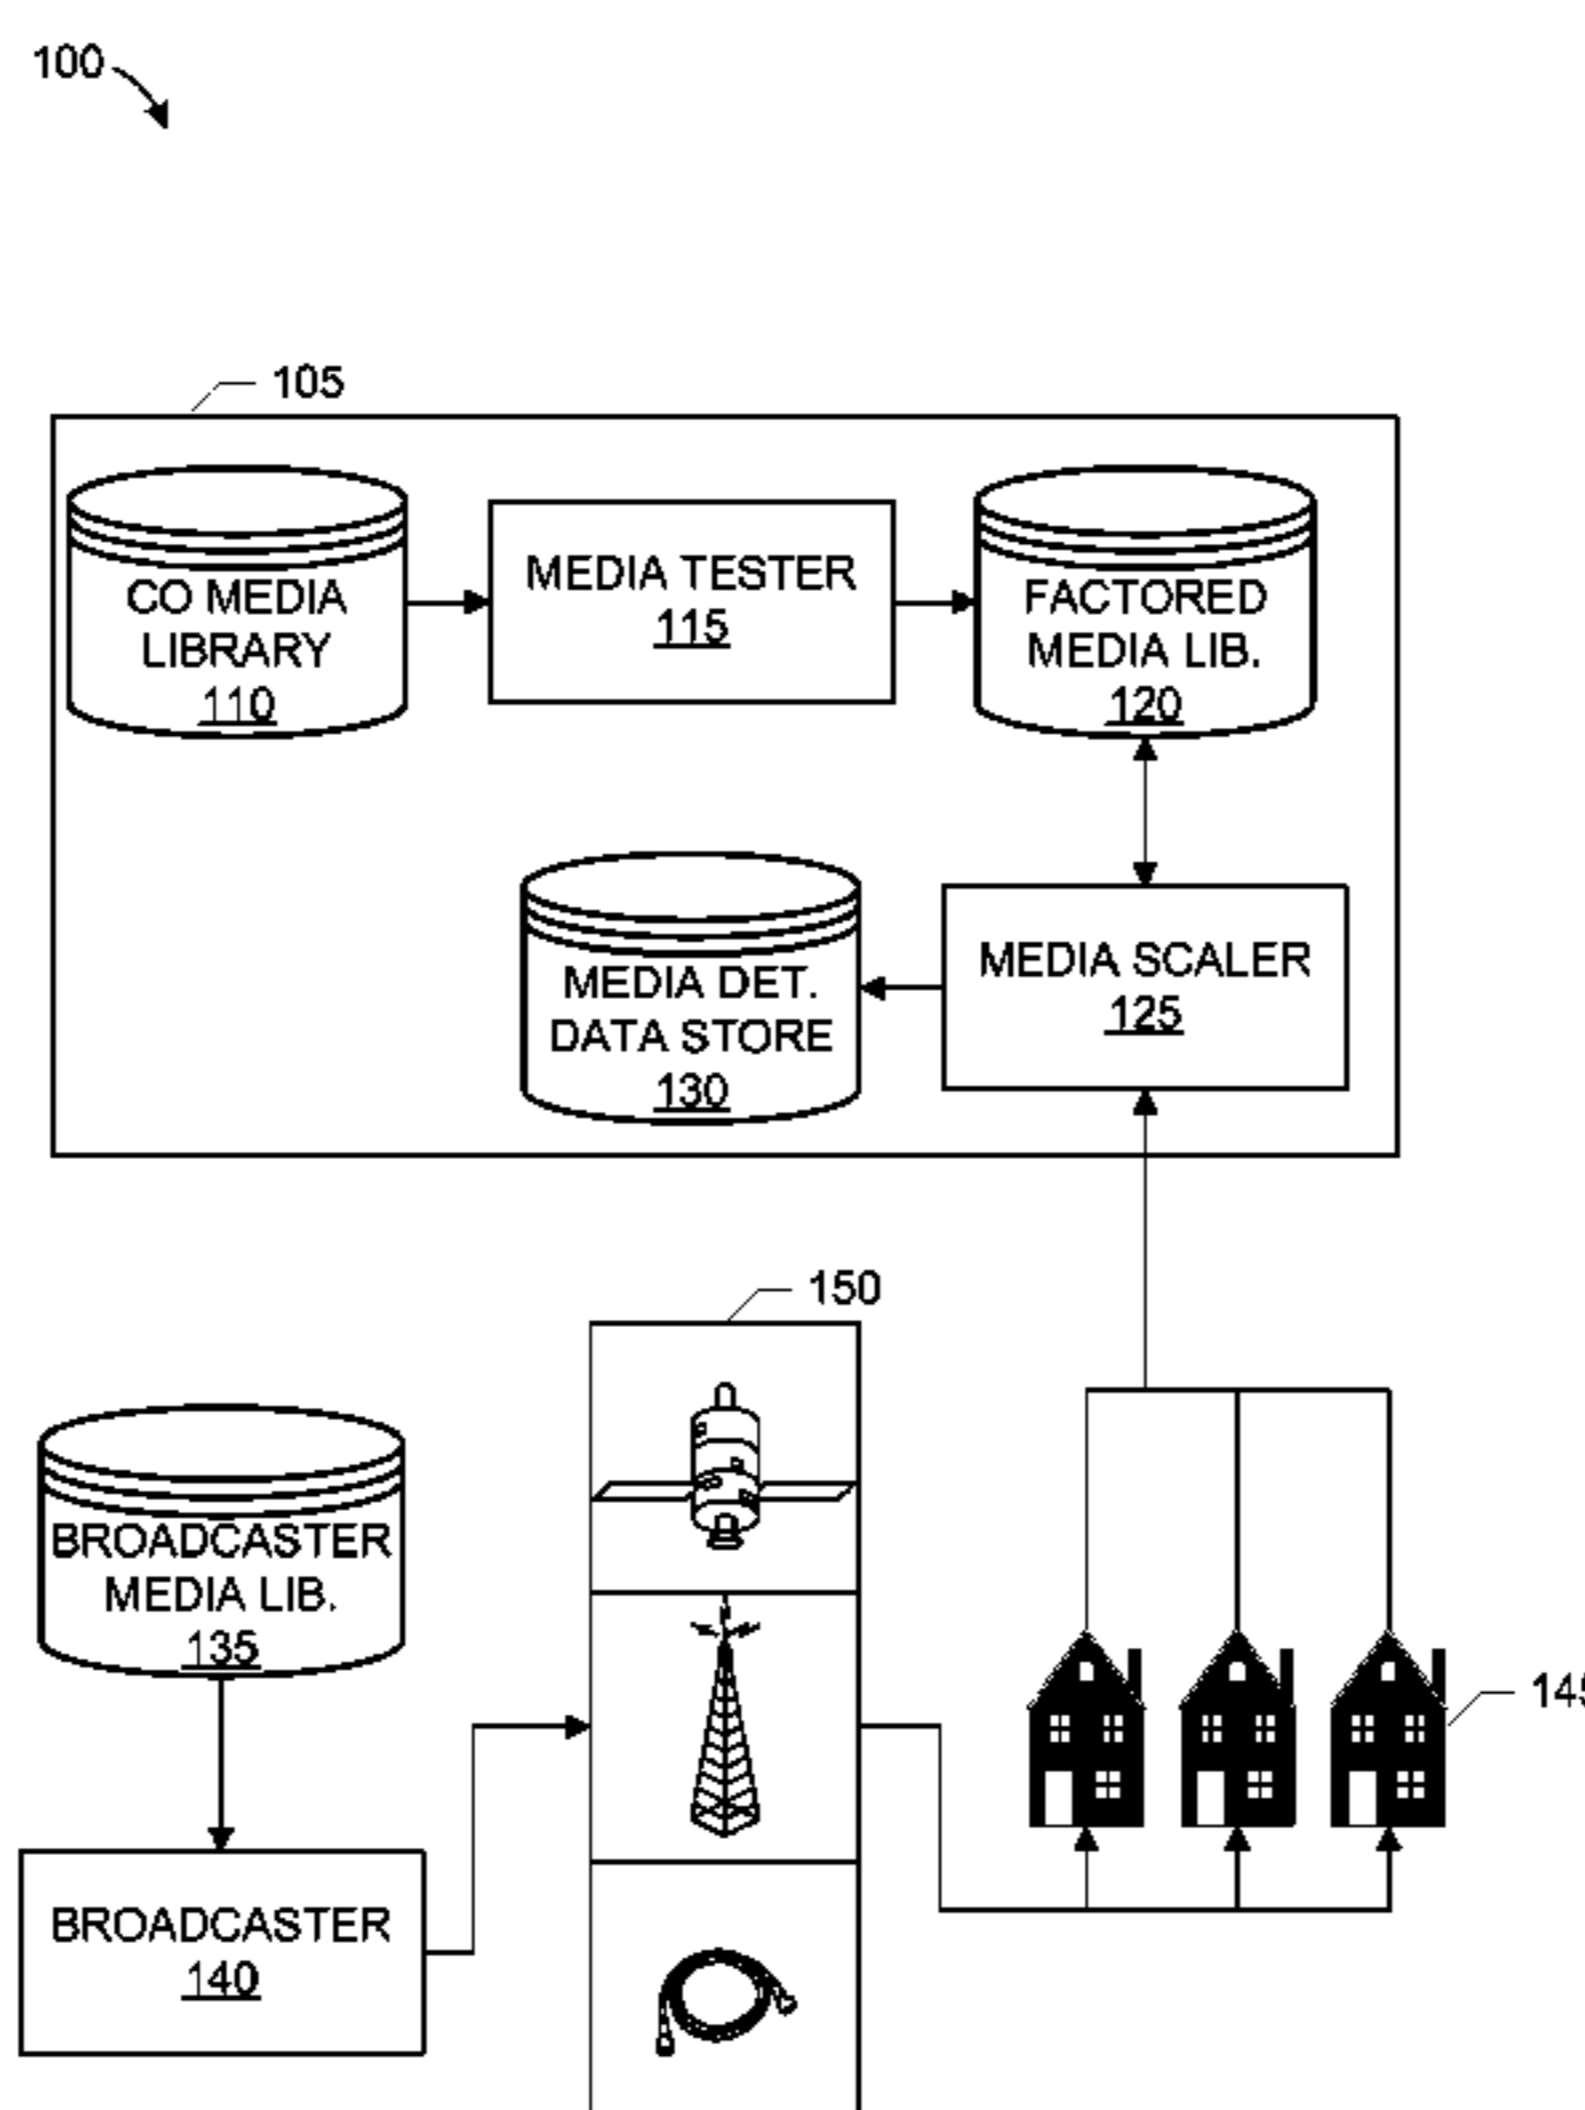 100
105
CO MEDIA
LIBRARY
110
MEDIA TESTER
115
FACTORED
MEDIA LIB.
120
MEDIA DET.
DATA STORE
130
MEDIA SCALER
125
150
BROADCASTER
MEDIA LIB.
135
145
BROADCASTER
140